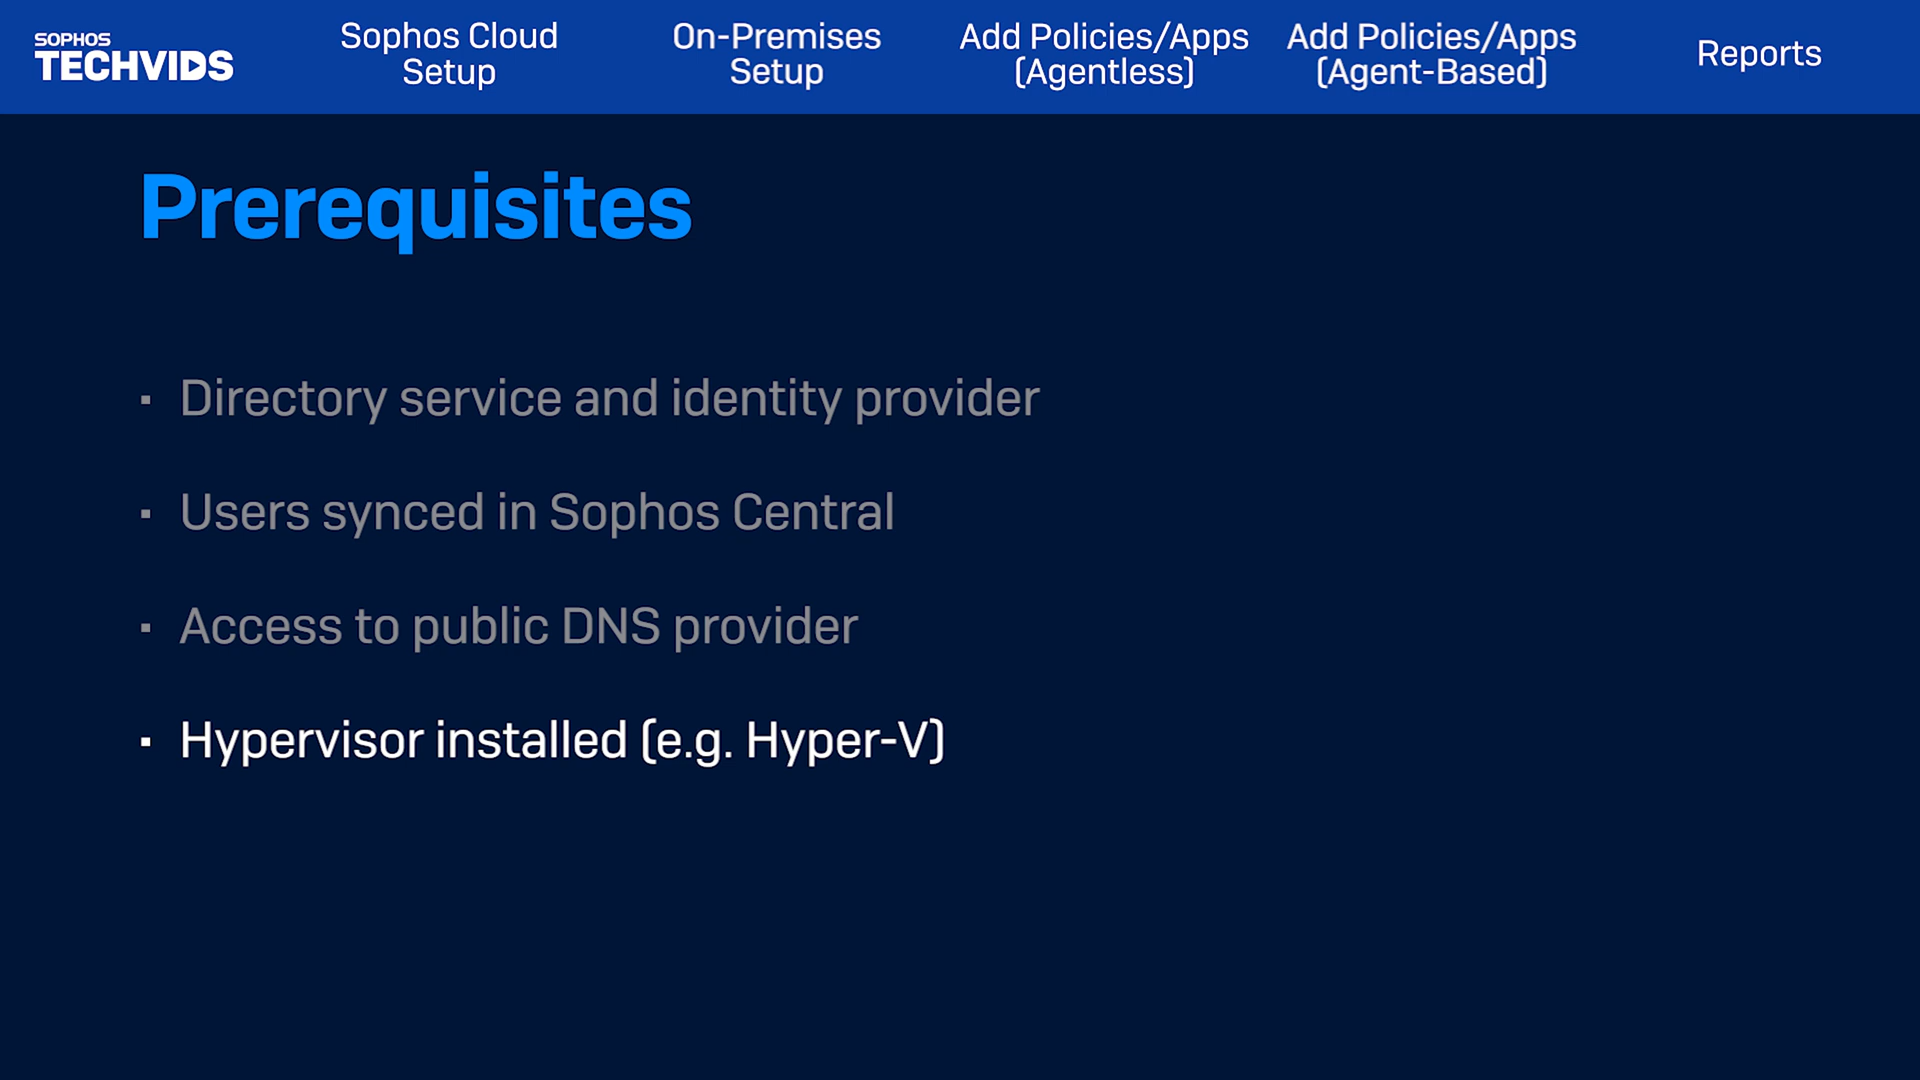 SOPHOS
TECHVIDS
Sophos Cloud
Setup
On-Premises
Setup
Add Policies/Apps
(Agentless)
Add Policies/Apps
(Agent-Based)
Reports
Prerequisites
▪ Directory service and identity provider
▪ Users synced in Sophos Central
▪ Access to public DNS provider
▪ Hypervisor installed (e.g. Hyper-V)